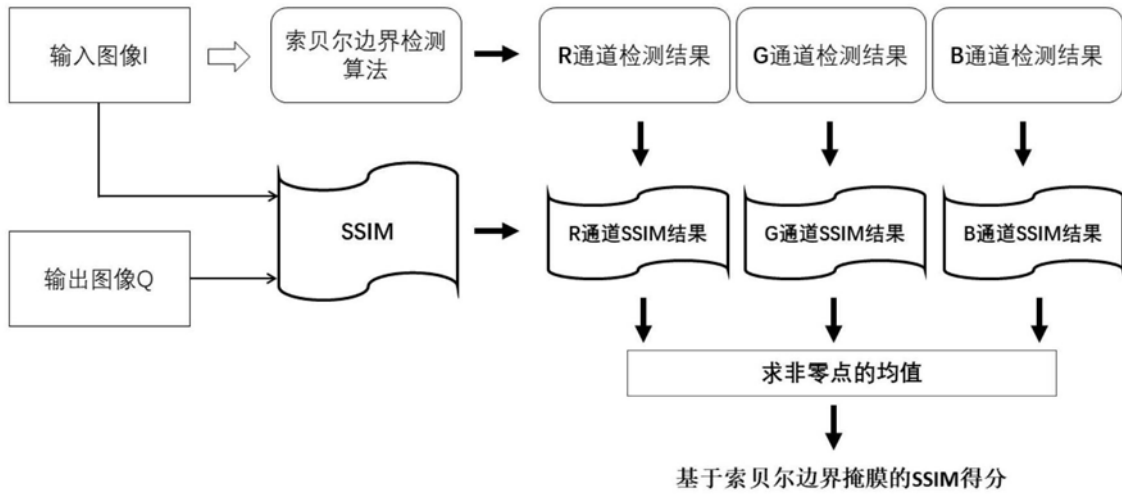 输入图像I
索贝尔边界检测
算法
R通道检测结果
G通道检测结果
B通道检测结果
SSIM
R通道SSIM结果
G通道SSIM结果
B通道SSIM结果
输出图像Q
求非零点的均值
基于索贝尔边界掩膜的SSIM得分